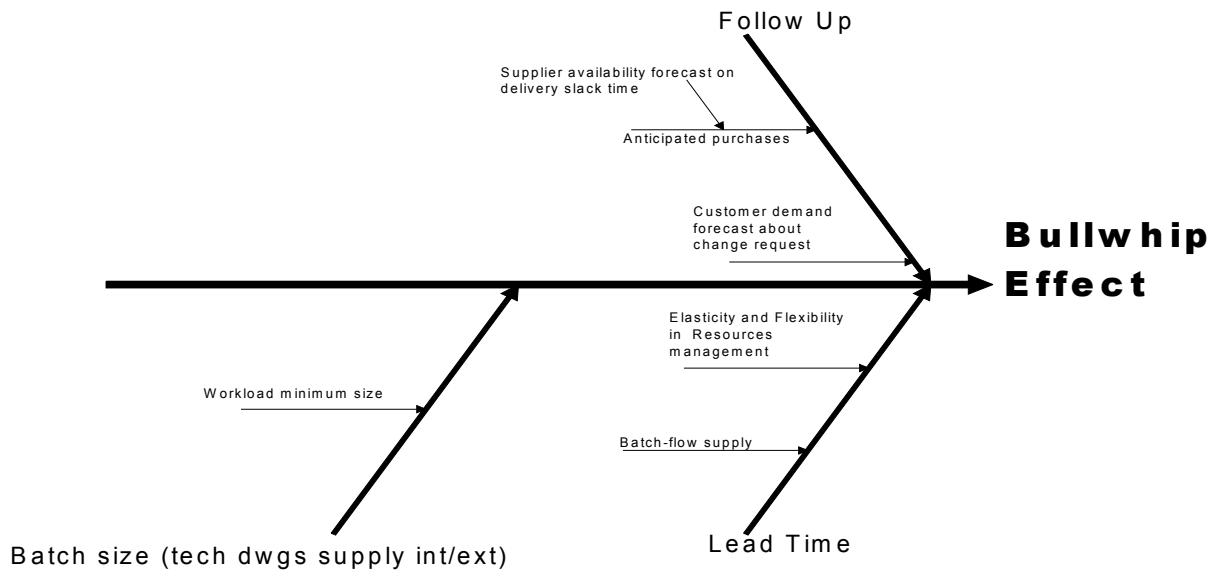 Follow Up
Supplier availability forecast on
delivery slack time
Anticipated purchases
Customer demand
forecast about
change request
Bullwhip
Effect
Elasticity and Flexibility
in Resources
management
Workload minimum size
Batch-flow supply
Lead Time
Batch size (tech dwgs supply int/ext)